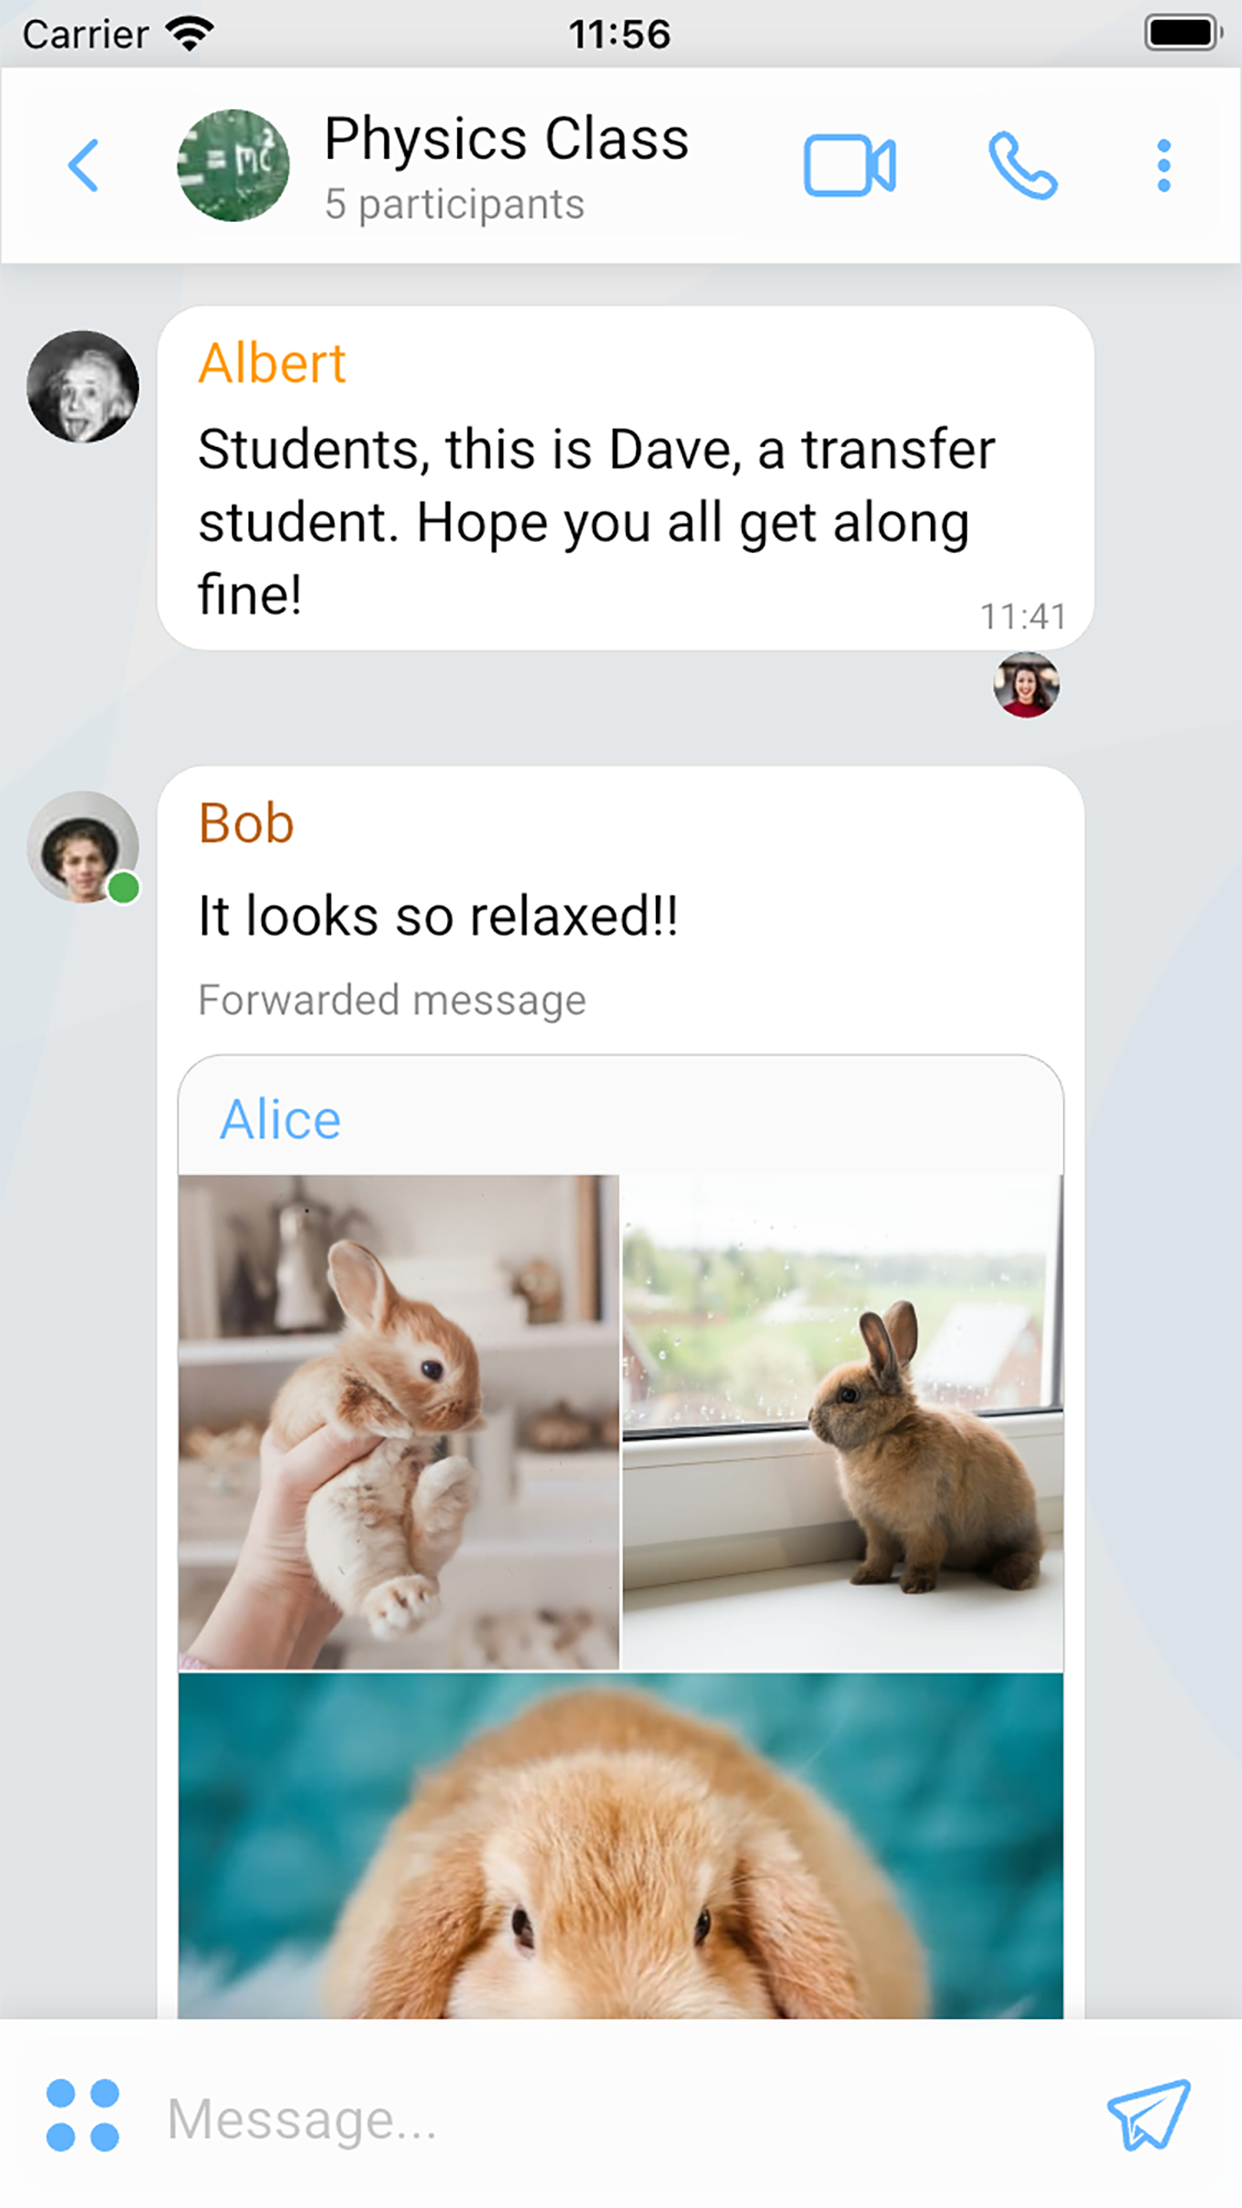 Carrier 11:56
= mc²
Physics Class
5 participants
Albert
Students, this is Dave, a transfer
student. Hope you all get along
fine!
11:41
Bob
It looks so relaxed!!
Forwarded message
Alice
Message...